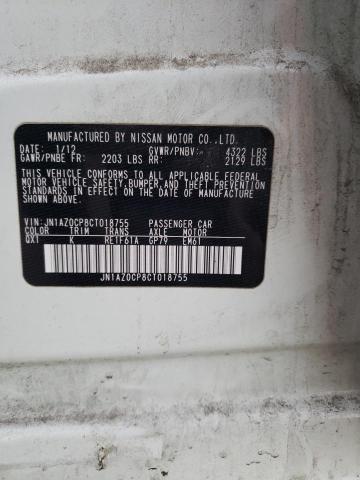 MANUFACTURED BY NISSAN MOTOR CO.,LTD.
DATE: 1/12 GVWR/PNBV: 4322 LBS
GAWR/PNBE FR: 2203 LBS RR: 2129 LBS
THIS VEHICLE CONFORMS TO ALL APPLICABLE FEDERAL
MOTOR VEHICLE SAFETY,BUMPER,AND THEFT PREVENTION
STANDARDS IN EFFECT ON THE DATE OF MANUFACTURE
SHOWN ABOVE.
VIN:JN1AZ0CP8CT018755 PASSENGER CAR
COLOR TRIM TRANS AXLE MOTOR
QX1 K RE1F61A GP79 EM61
JN1AZ0CP8CT018755